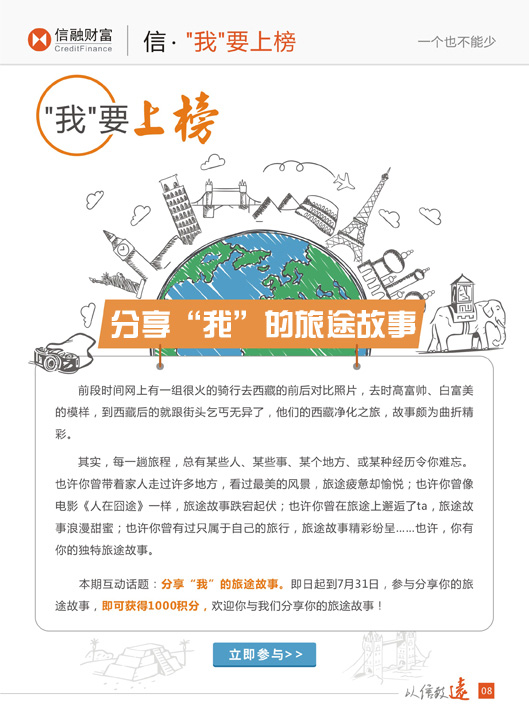 信融财富
CreditFinance
信·"我"要上榜
一个也不能少
"我"要上榜
分享“我”的旅途故事
前段时间网上有一组很火的骑行去西藏的前后对比照片，去时高富帅、白富美
的模样，到西藏后的就跟街头乞丐无异了，他们的西藏净化之旅，故事颇为曲折精
彩。
其实，每一趟旅程，总有某些人、某些事、某个地方、或某种经历令你难忘。
也许你曾带着家人走过许多地方，看过最美的风景，旅途疲惫却愉悦；也许你曾像
电影《人在囧途》一样，旅途故事跌宕起伏；也许你曾在旅途上邂逅了ta，旅途故
事浪漫甜蜜；也许你曾有过只属于自己的旅行，旅途故事精彩纷呈......也许，你有
你的独特旅途故事。
本期互动话题：分享“我”的旅途故事。即日起到7月31日，参与分享你的旅
途故事，即可获得1000积分，欢迎你与我们分享你的旅途故事！
立即参与>>
以信致远
08